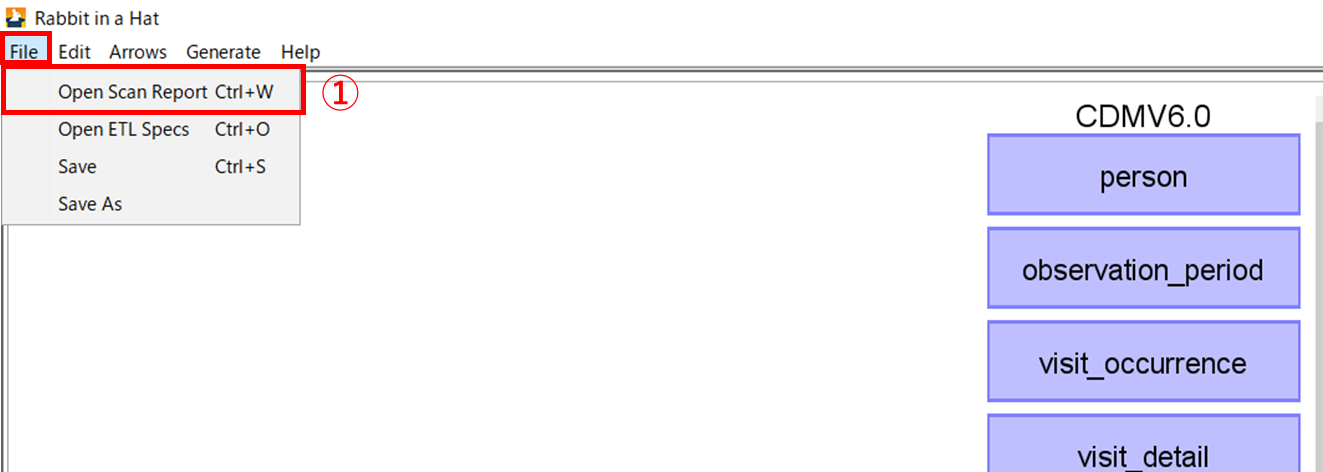 Rabbit in a Hat
File Edit Arrows Generate Help
Open Scan Report Ctrl+W
①
Open ETL Specs Ctrl+O
Save Ctrl+S
Save As
CDMV6.0
person
observation_period
visit_occurrence
visit_detail